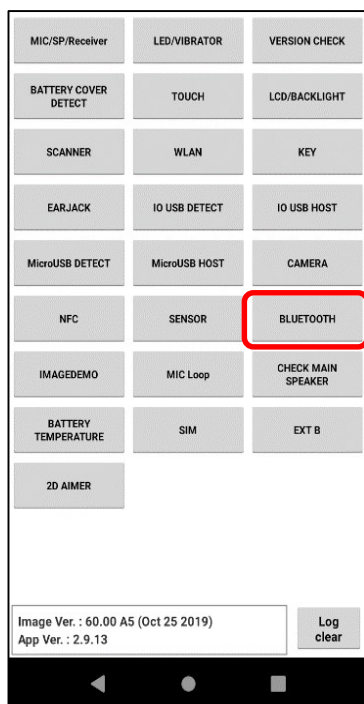 MIC/SP/Receiver
LED/VIBRATOR
VERSION CHECK
BATTERY COVER
DETECT
TOUCH
LCD/BACKLIGHT
SCANNER
WLAN
KEY
EARJACK
IO USB DETECT
IO USB HOST
MicroUSB DETECT
MicroUSB HOST
CAMERA
NFC
SENSOR
BLUETOOTH
IMAGEDEMO
MIC Loop
CHECK MAIN
SPEAKER
BATTERY
TEMPERATURE
SIM
EXT B
2D AIMER
Image Ver. : 60.00 A5 (Oct 25 2019)
App Ver. : 2.9.13
Log
clear